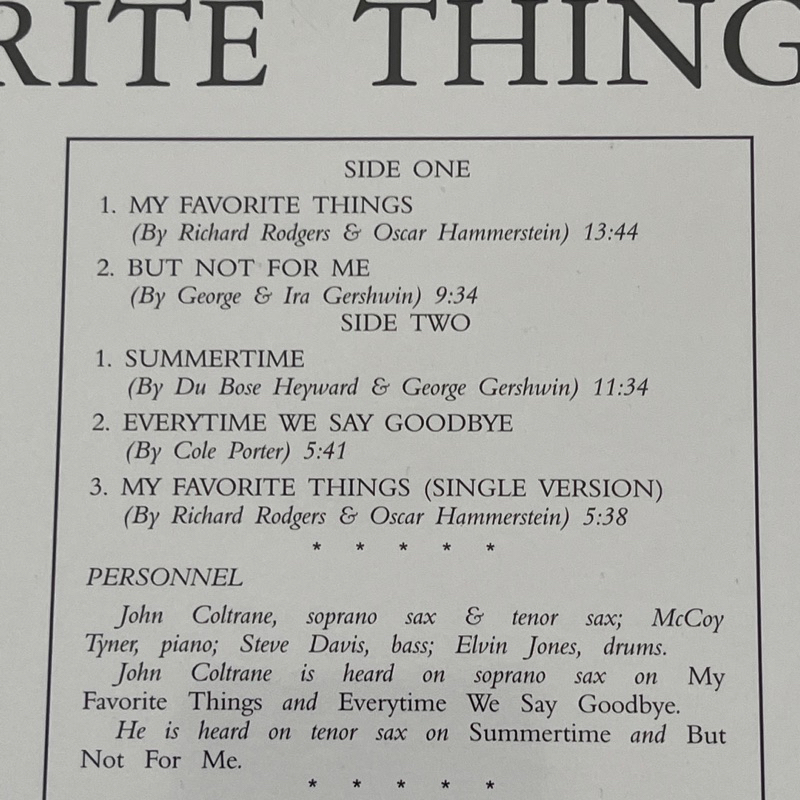 RITE THING
SIDE ONE
1. MY FAVORITE THINGS
(By Richard Rodgers & Oscar Hammerstein) 13:44
2. BUT NOT FOR ME
(By George & Ira Gershwin) 9:34
SIDE TWO
1. SUMMERTIME
(By Du Bose Heyward & George Gershwin) 11:34
2. EVERYTIME WE SAY GOODBYE
(By Cole Porter) 5:41
3. MY FAVORITE THINGS (SINGLE VERSION)
(By Richard Rodgers & Oscar Hammerstein) 5:38
* * * * *
PERSONNEL
John Coltrane, soprano sax & tenor sax; McCoy
Tyner, piano; Steve Davis, bass; Elvin Jones, drums.
John Coltrane is heard on soprano sax on My
Favorite Things and Everytime We Say Goodbye.
He is heard on tenor sax on Summertime and But
Not For Me.
* * * * *